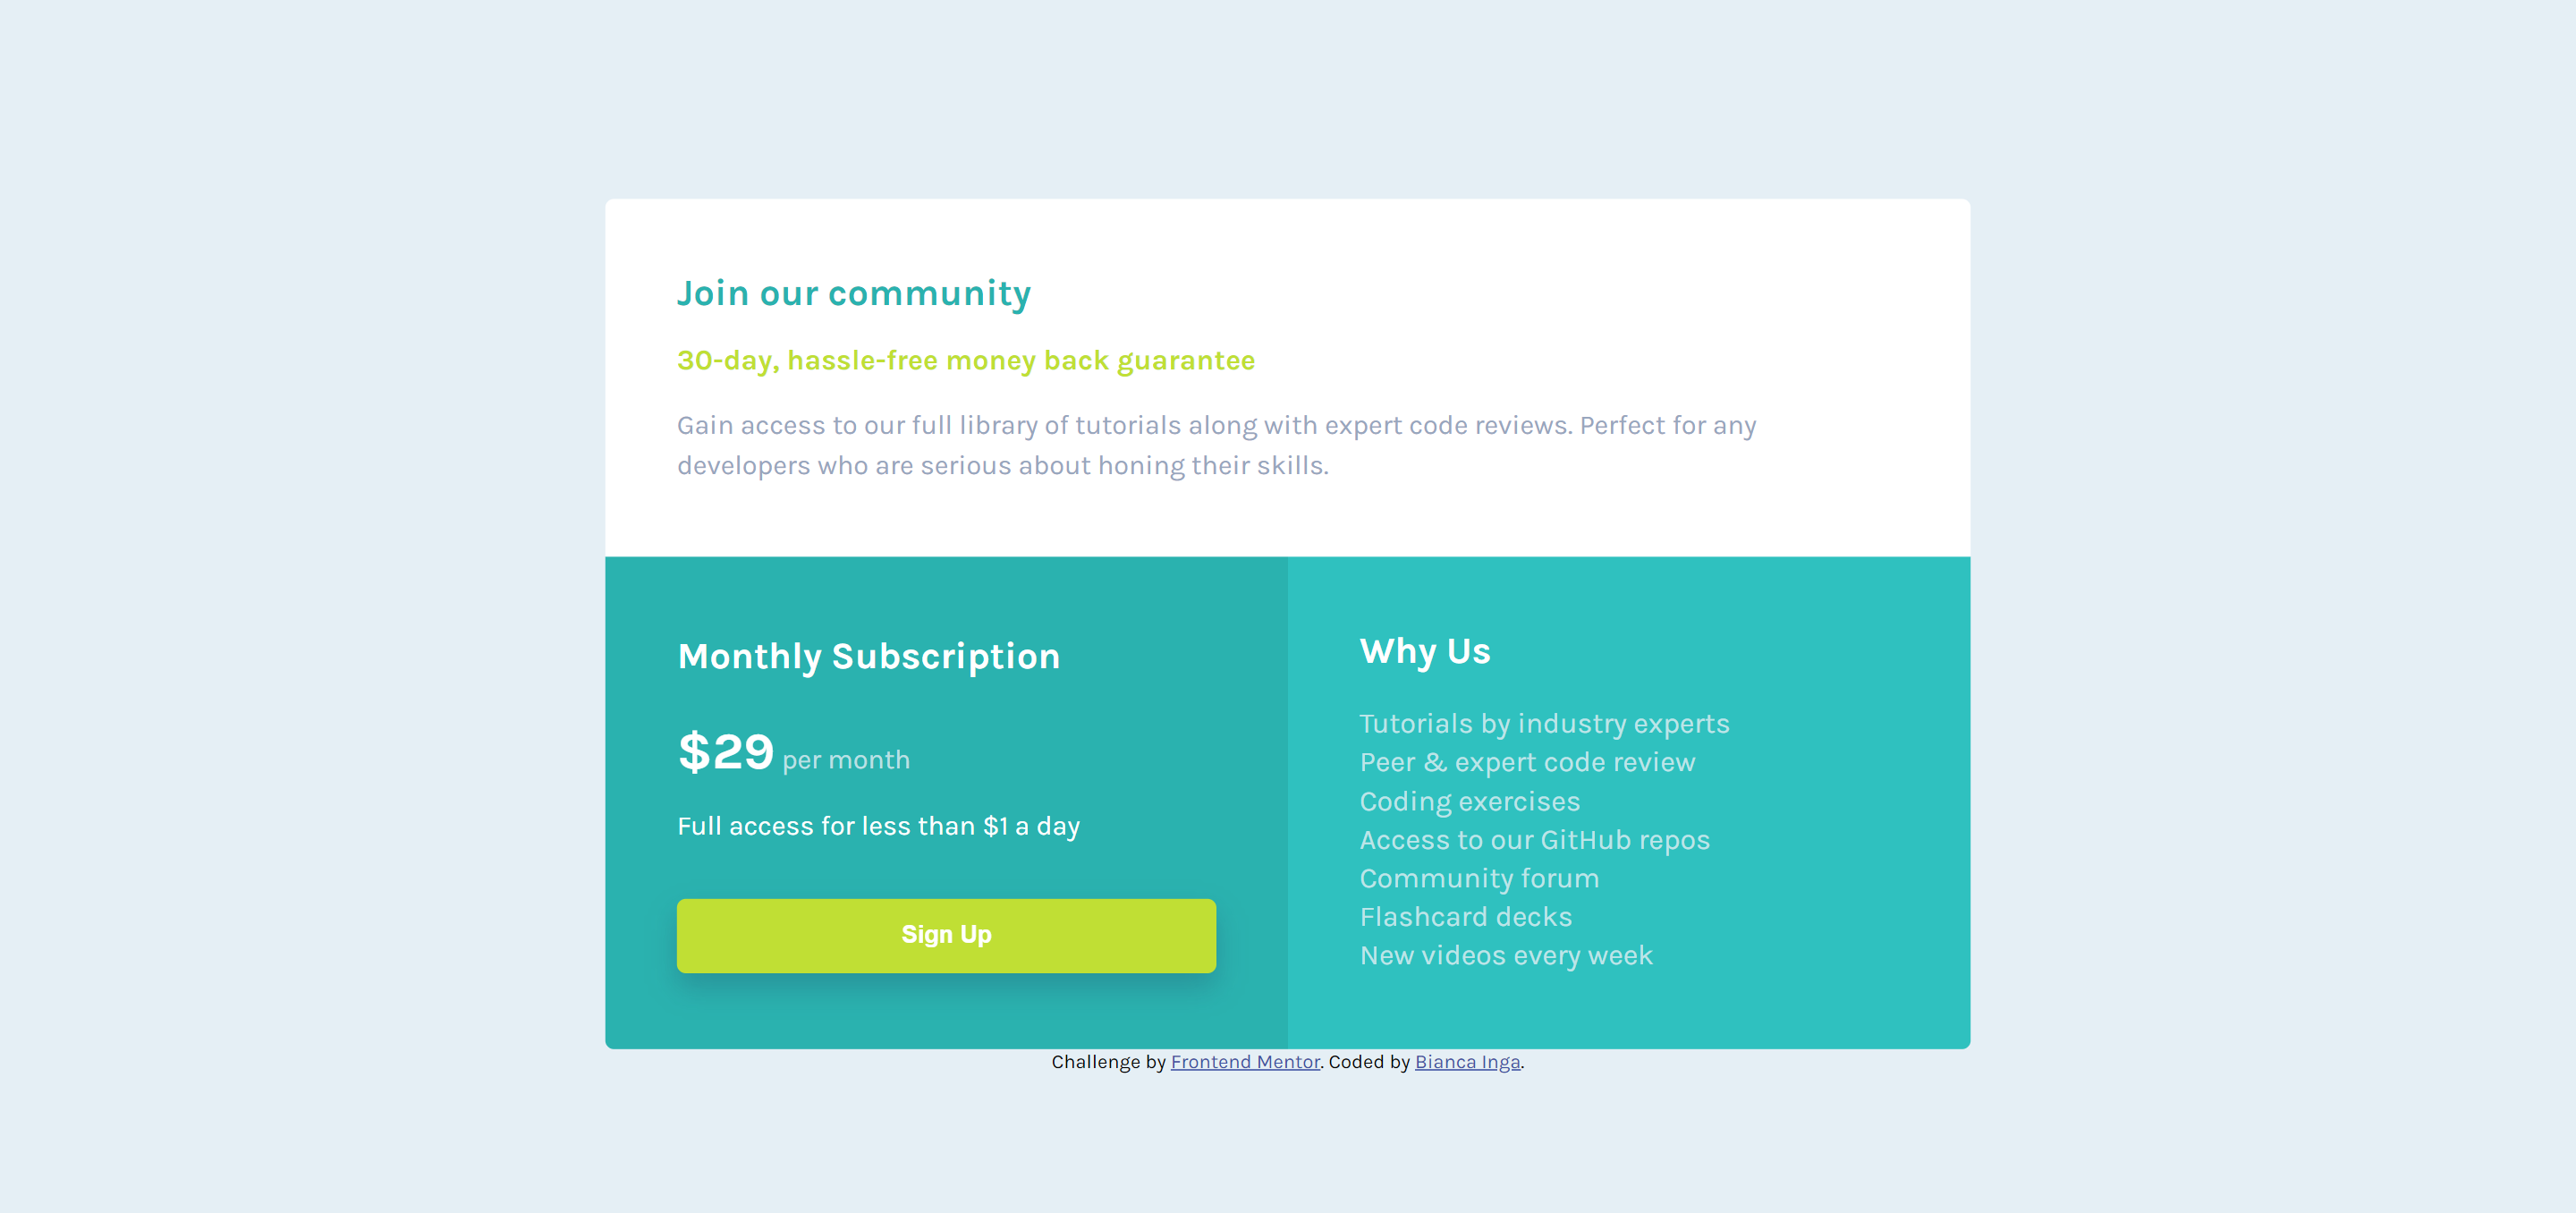 Join our community
30-day, hassle-free money back guarantee
Gain access to our full library of tutorials along with expert code reviews. Perfect for any
developers who are serious about honing their skills.
Monthly Subscription
$29 per month
Full access for less than $1 a day
Sign Up
Why Us
Tutorials by industry experts
Peer & expert code review
Coding exercises
Access to our GitHub repos
Community forum
Flashcard decks
New videos every week
Challenge by Frontend Mentor. Coded by Bianca Inga.